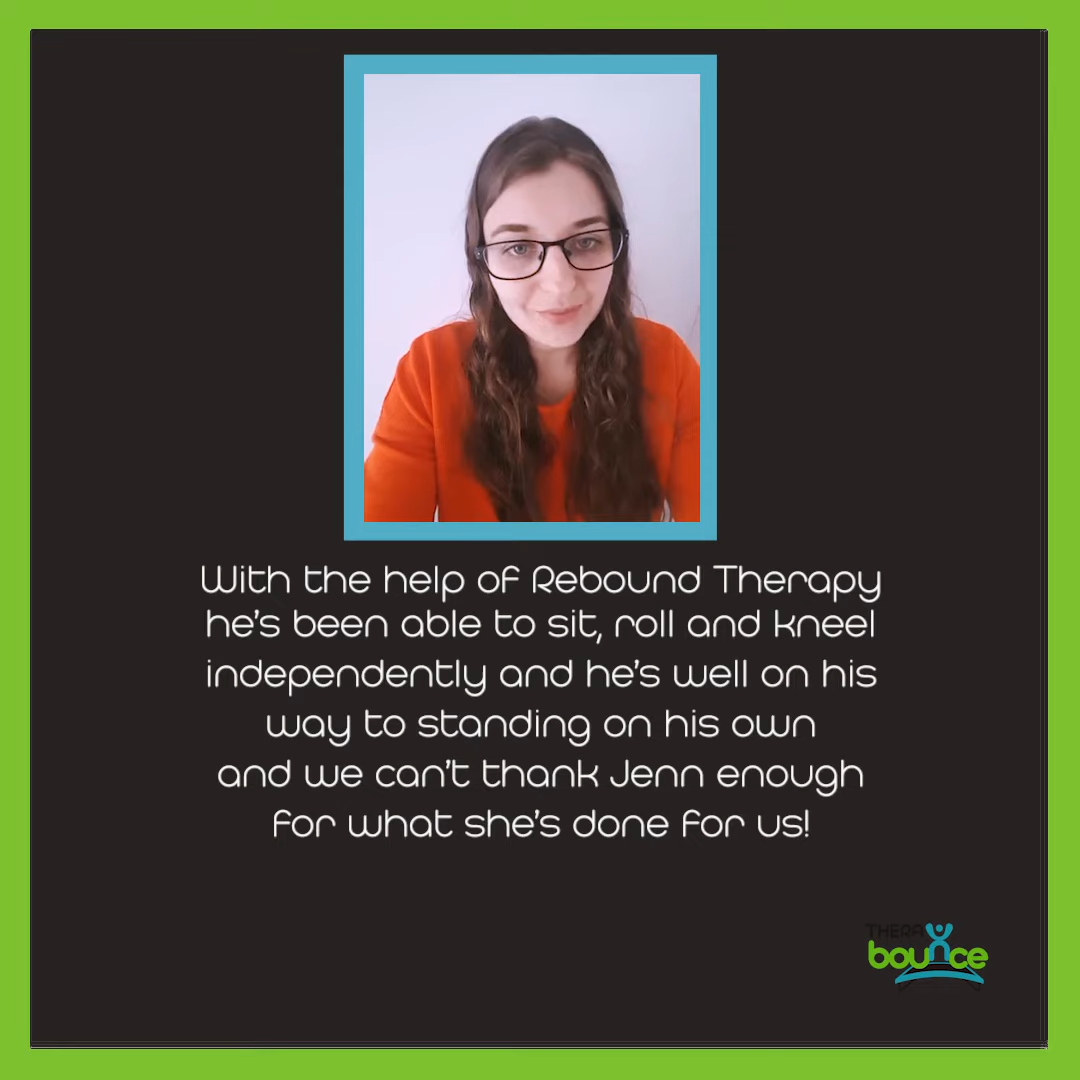 With the help of Rebound Therapy
he's been able to sit, roll and kneel
independently and he's well on his
way to standing on his own
and we can't thank Jenn enough
for what she's done for us!
THERA
bounce